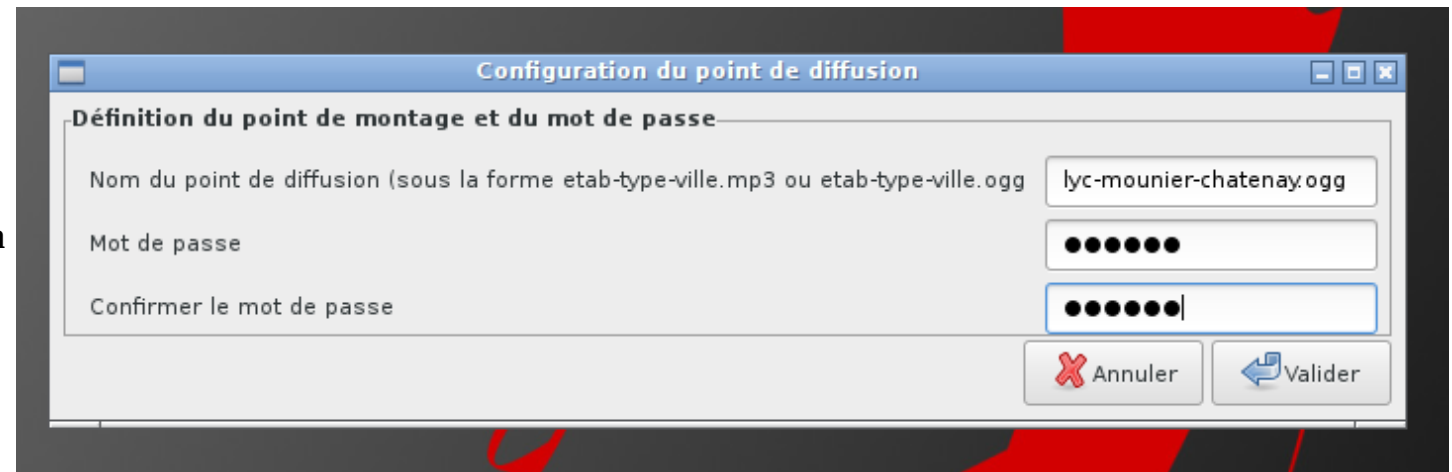 Configuration du point de diffusion
Définition du point de montage et du mot de passe
Nom du point de diffusion (sous la forme etab-type-ville.mp3 ou etab-type-ville.ogg lyc-mounier-chatenay.ogg
Mot de passe ●●●●●●
Confirmer le mot de passe ●●●●●●
Annuler Valider